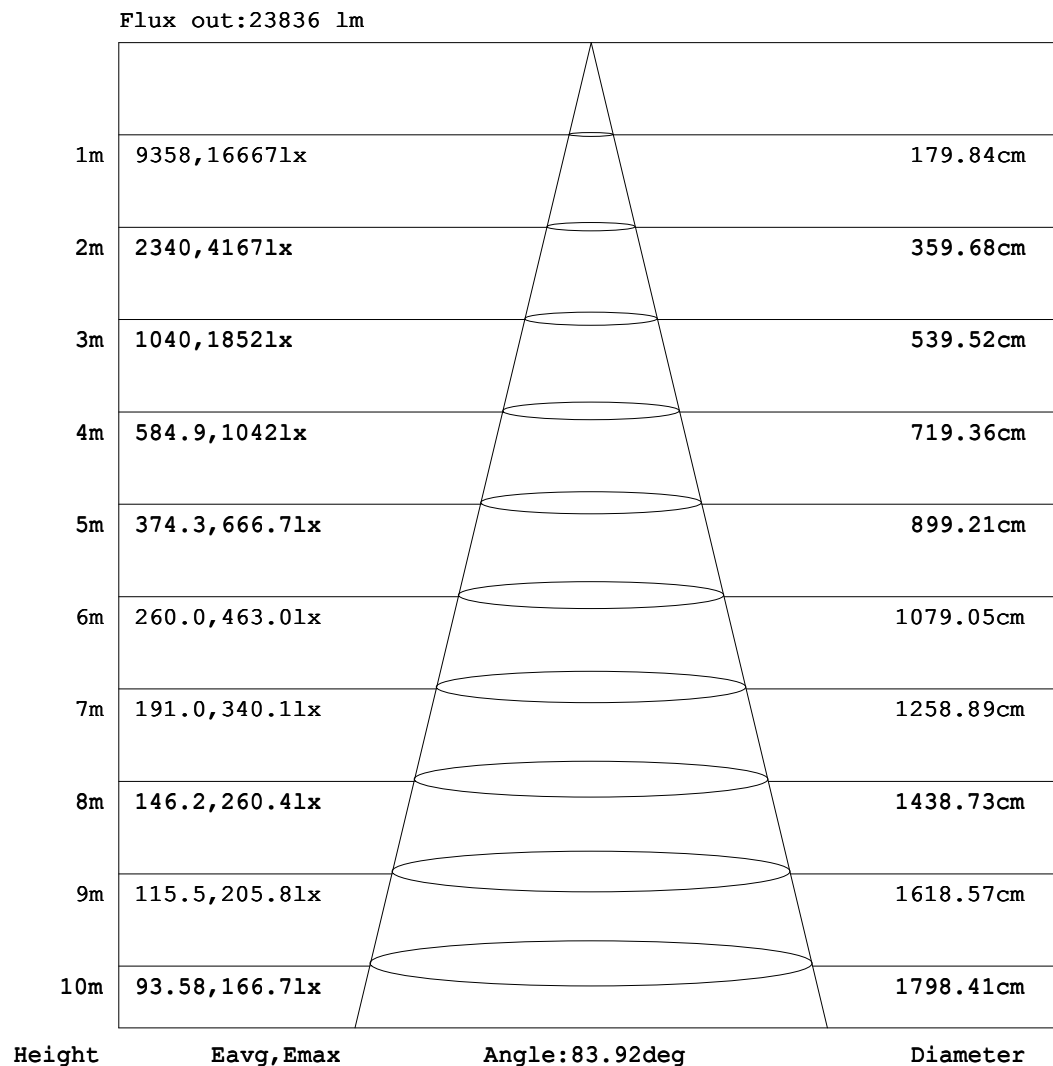 Flux out:23836 lm
1m 9358,16667lx 179.84cm
2m 2340,4167lx 359.68cm
3m 1040,1852lx 539.52cm
4m 584.9,1042lx 719.36cm
5m 374.3,666.7lx 899.21cm
6m 260.0,463.0lx 1079.05cm
7m 191.0,340.1lx 1258.89cm
8m 146.2,260.4lx 1438.73cm
9m 115.5,205.8lx 1618.57cm
10m 93.58,166.7lx 1798.41cm
Height Eavg,Emax Angle:83.92deg Diameter